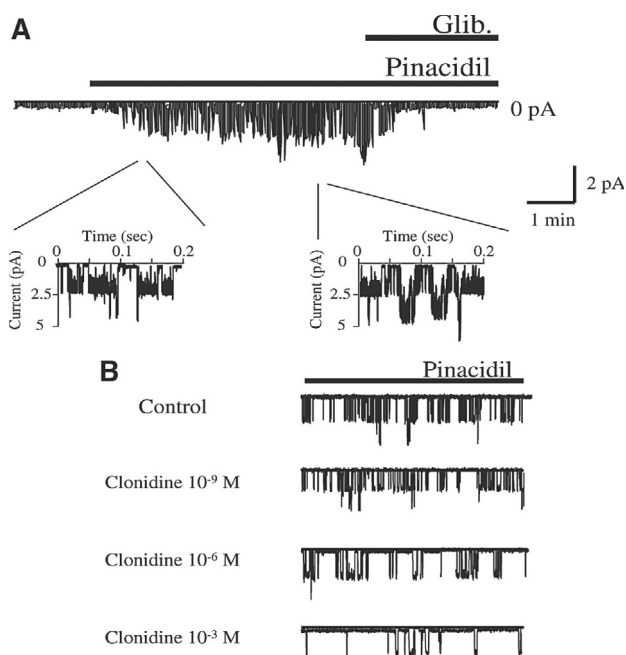 A
Glib.
Pinacidil
0 pA
2 pA
1 min
Time (sec)
0 0.1 0.2
Current (pA)
0
2.5
5
Time (sec)
0 0.1 0.2
Current (pA)
0
2.5
5
B
Pinacidil
Control
Clonidine 10⁻⁹ M
Clonidine 10⁻⁶ M
Clonidine 10⁻³ M